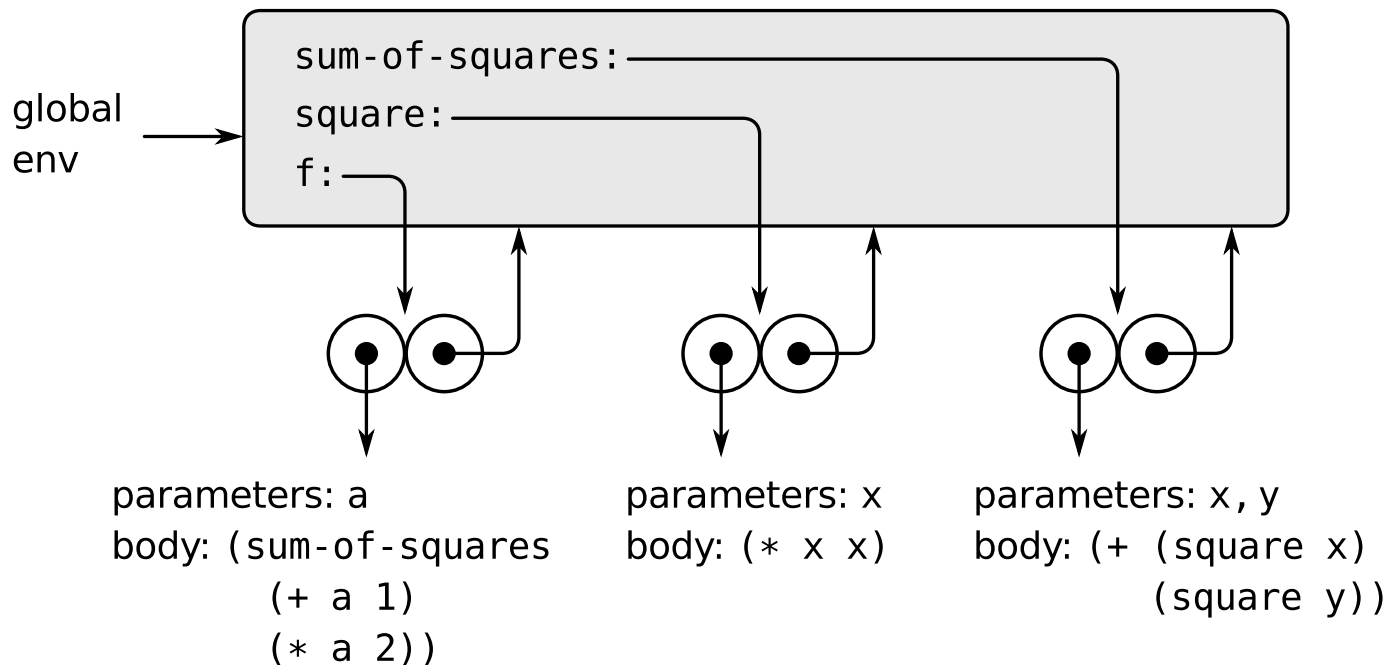 global
env
sum-of-squares:
square:
f:
parameters: a
body: (sum-of-squares
(+ a 1)
(* a 2))
parameters: x
body: (* x x)
parameters: x, y
body: (+ (square x)
(square y))